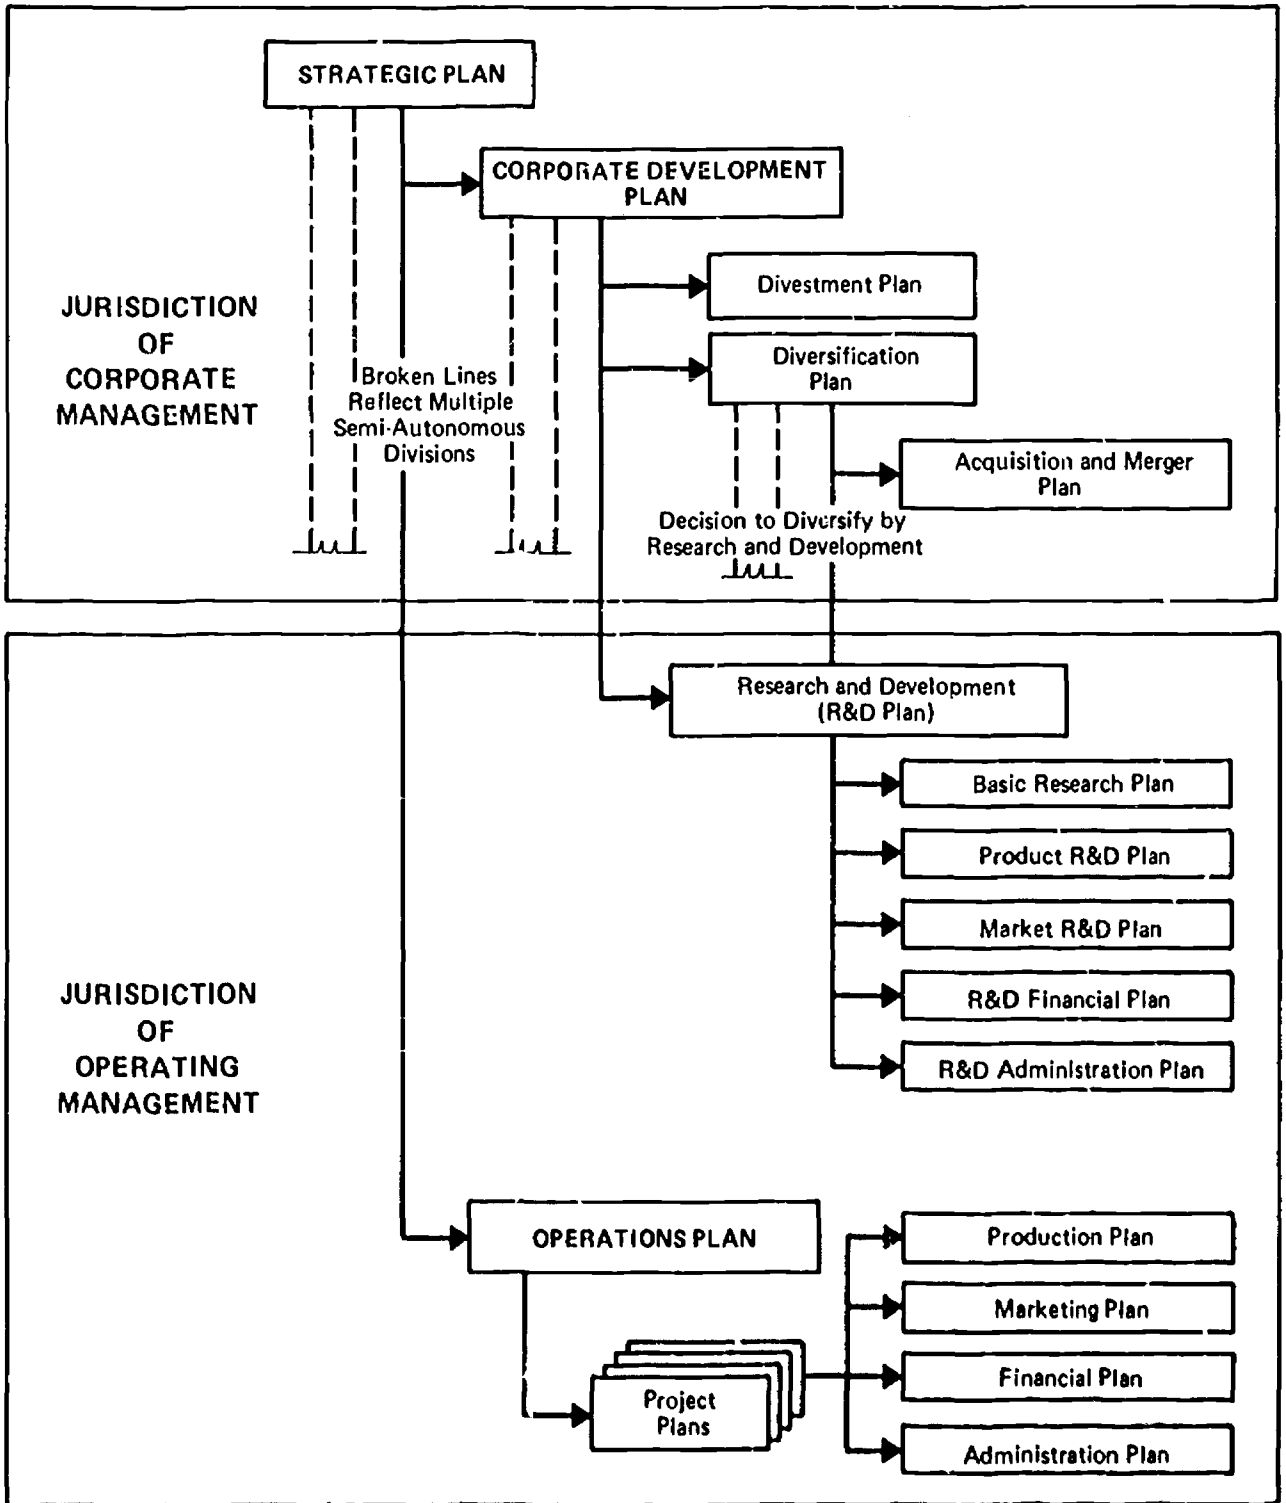 STRATEGIC PLAN
CORPORATE DEVELOPMENT
PLAN
Divestment Plan
Diversification
Plan
JURISDICTION
OF
CORPORATE
MANAGEMENT
Broken Lines
Reflect Multiple
Semi-Autonomous
Divisions
Acquisition and Merger
Plan
Decision to Diversify by
Research and Development
Research and Development
(R&D Plan)
Basic Research Plan
Product R&D Plan
Market R&D Plan
R&D Financial Plan
R&D Administration Plan
JURISDICTION
OF
OPERATING
MANAGEMENT
OPERATIONS PLAN
Project
Plans
Production Plan
Marketing Plan
Financial Plan
Administration Plan